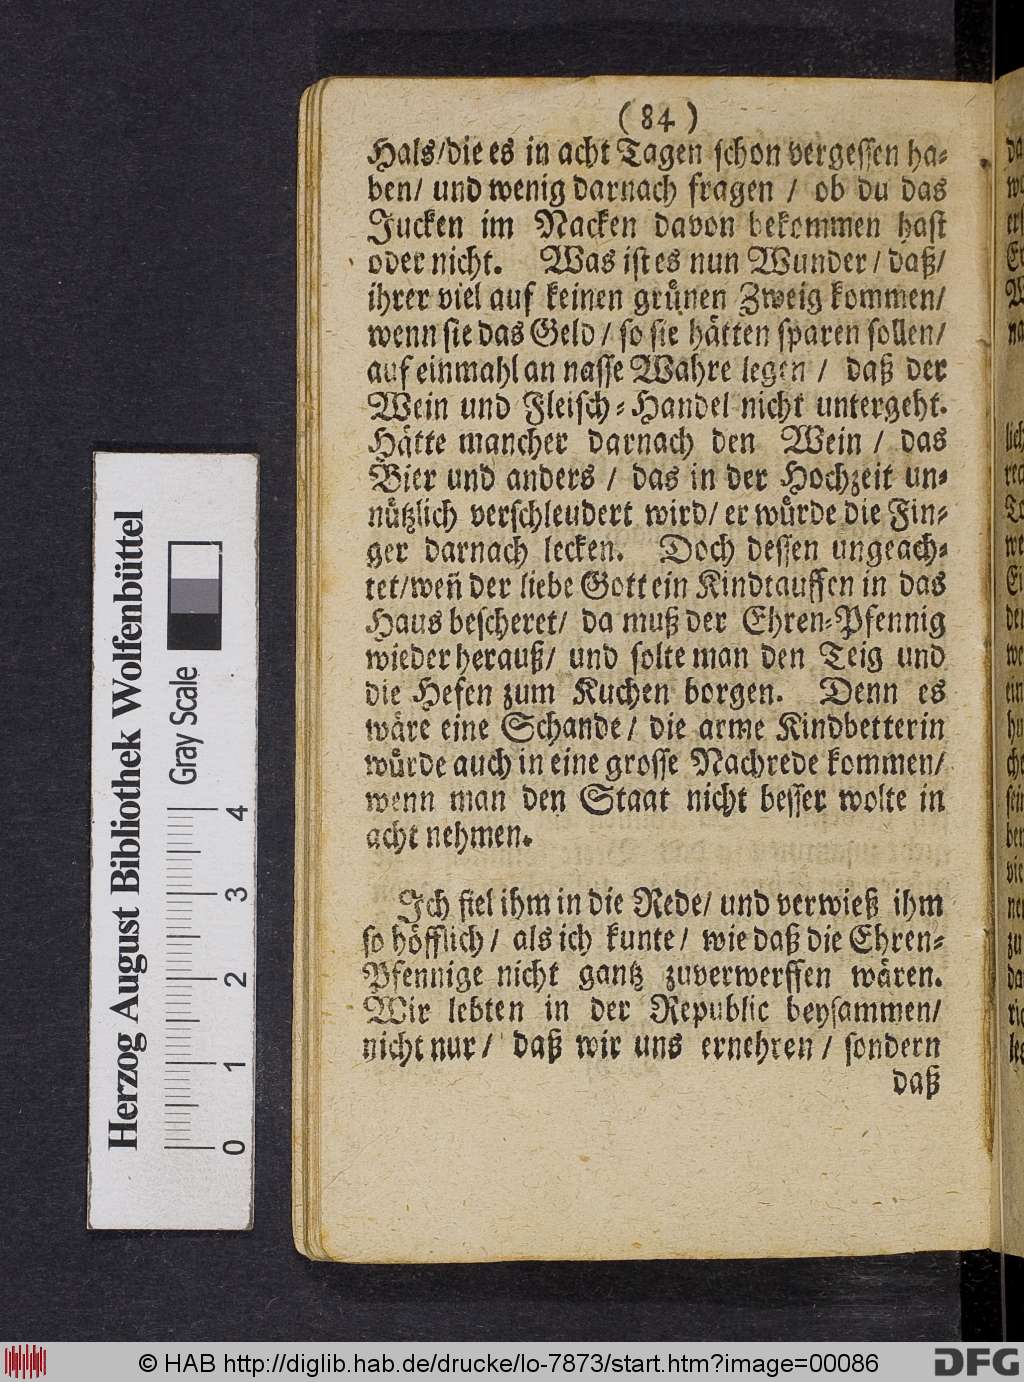 (84)
Hals/die es in acht Tagen schon vergessen ha-
ben/ und wenig darnach fragen / ob du das
Jucken im Nacken davon bekommen hast
oder nicht. Was ist es nun Wunder / daß/
ihrer viel auf keinen grünen Zweig kommen/
wenn sie das Geld / so sie hätten sparen sollen/
auf einmahl an nasse Wahre legen / daß der
Wein und Fleisch-Handel nicht untergeht.
Hätte mancher darnach den Wein / das
Bier und anders / das in der Hochzeit un-
nützlich verschleudert wird/ er würde die Fin-
ger darnach lecken. Doch dessen ungeach-
tet/weñ der liebe Gott ein Kindtauffen in das
Haus bescheret/ da muß der Ehren-Pfennig
wieder herauß/ und solte man den Teig und
die Hefen zum Kuchen borgen. Denn es
wäre eine Schande / die arme Kindbetterin
würde auch in eine grosse Nachrede kommen/
wenn man den Staat nicht besser wolte in
acht nehmen.
Ich fiel ihm in die Rede/ und verwieß ihm
so höfflich / als ich kunte / wie daß die Ehren-
Pfennige nicht gantz zuverwerffen wären.
Wir lebten in der Republic beysammen/
nicht nur / daß wir uns ernehren / sondern
daß
Herzog August Bibliothek Wolfenbüttel
Gray Scale
0 1 2 3 4
© HAB http://diglib.hab.de/drucke/lo-7873/start.htm?image=00086
DFG